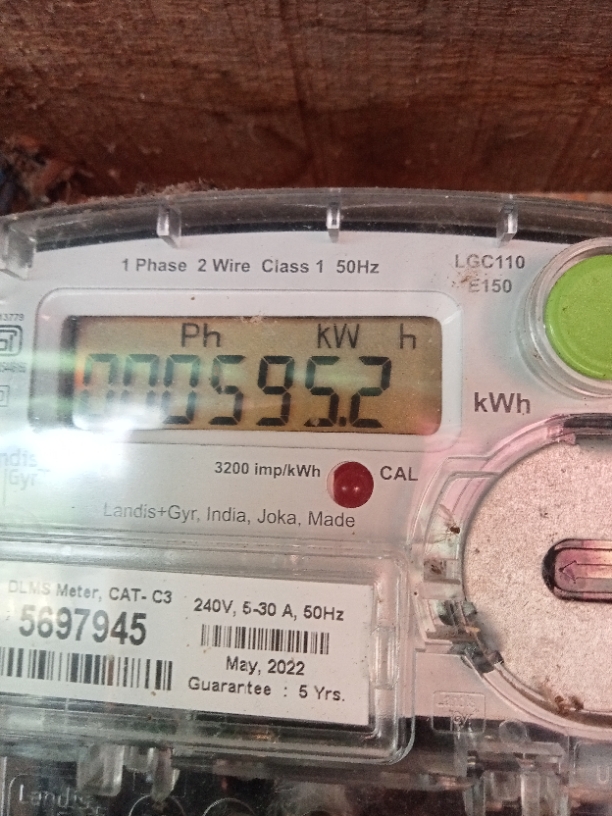 1 Phase 2 Wire Class 1 50Hz
LGC110
E150
Ph kW h
000595.2
kWh
3200 imp/kWh CAL
Landis+Gyr, India, Joka, Made
DLMS Meter, CAT- C3
5697945
240V, 5-30 A, 50Hz
May, 2022
Guarantee : 5 Yrs.
Landis